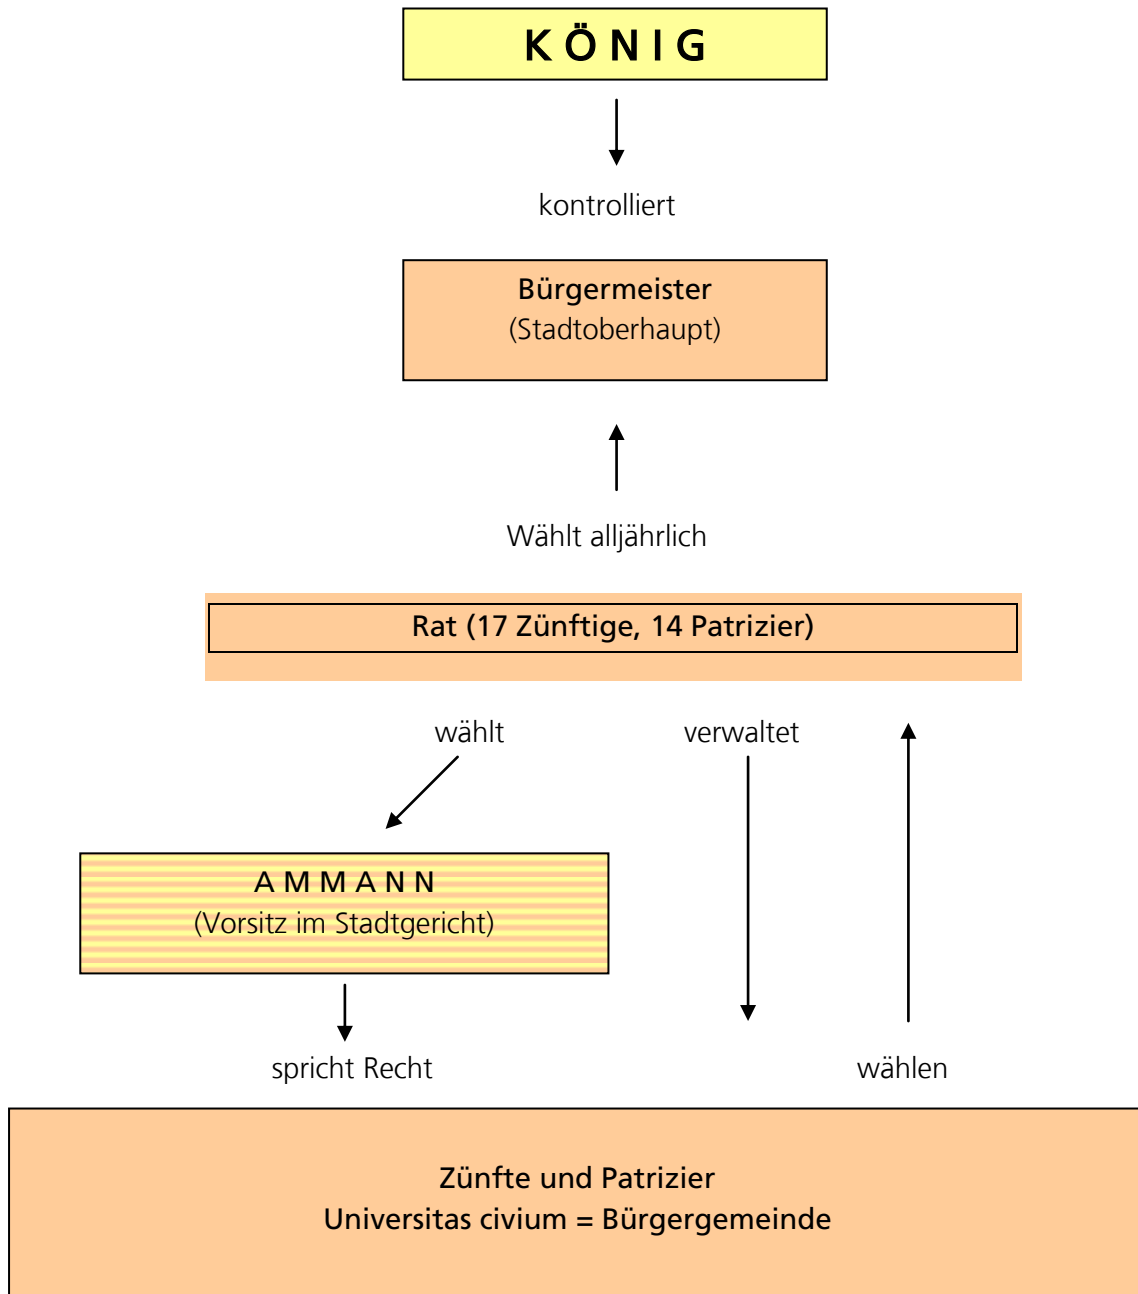 K Ö N I G
kontrolliert
Bürgermeister
(Stadtoberhaupt)
Wählt alljährlich
Rat (17 Zünftige, 14 Patrizier)
wählt
verwaltet
A M M A N N
(Vorsitz im Stadtgericht)
spricht Recht
wählen
Zünfte und Patrizier
Universitas civium = Bürgergemeinde